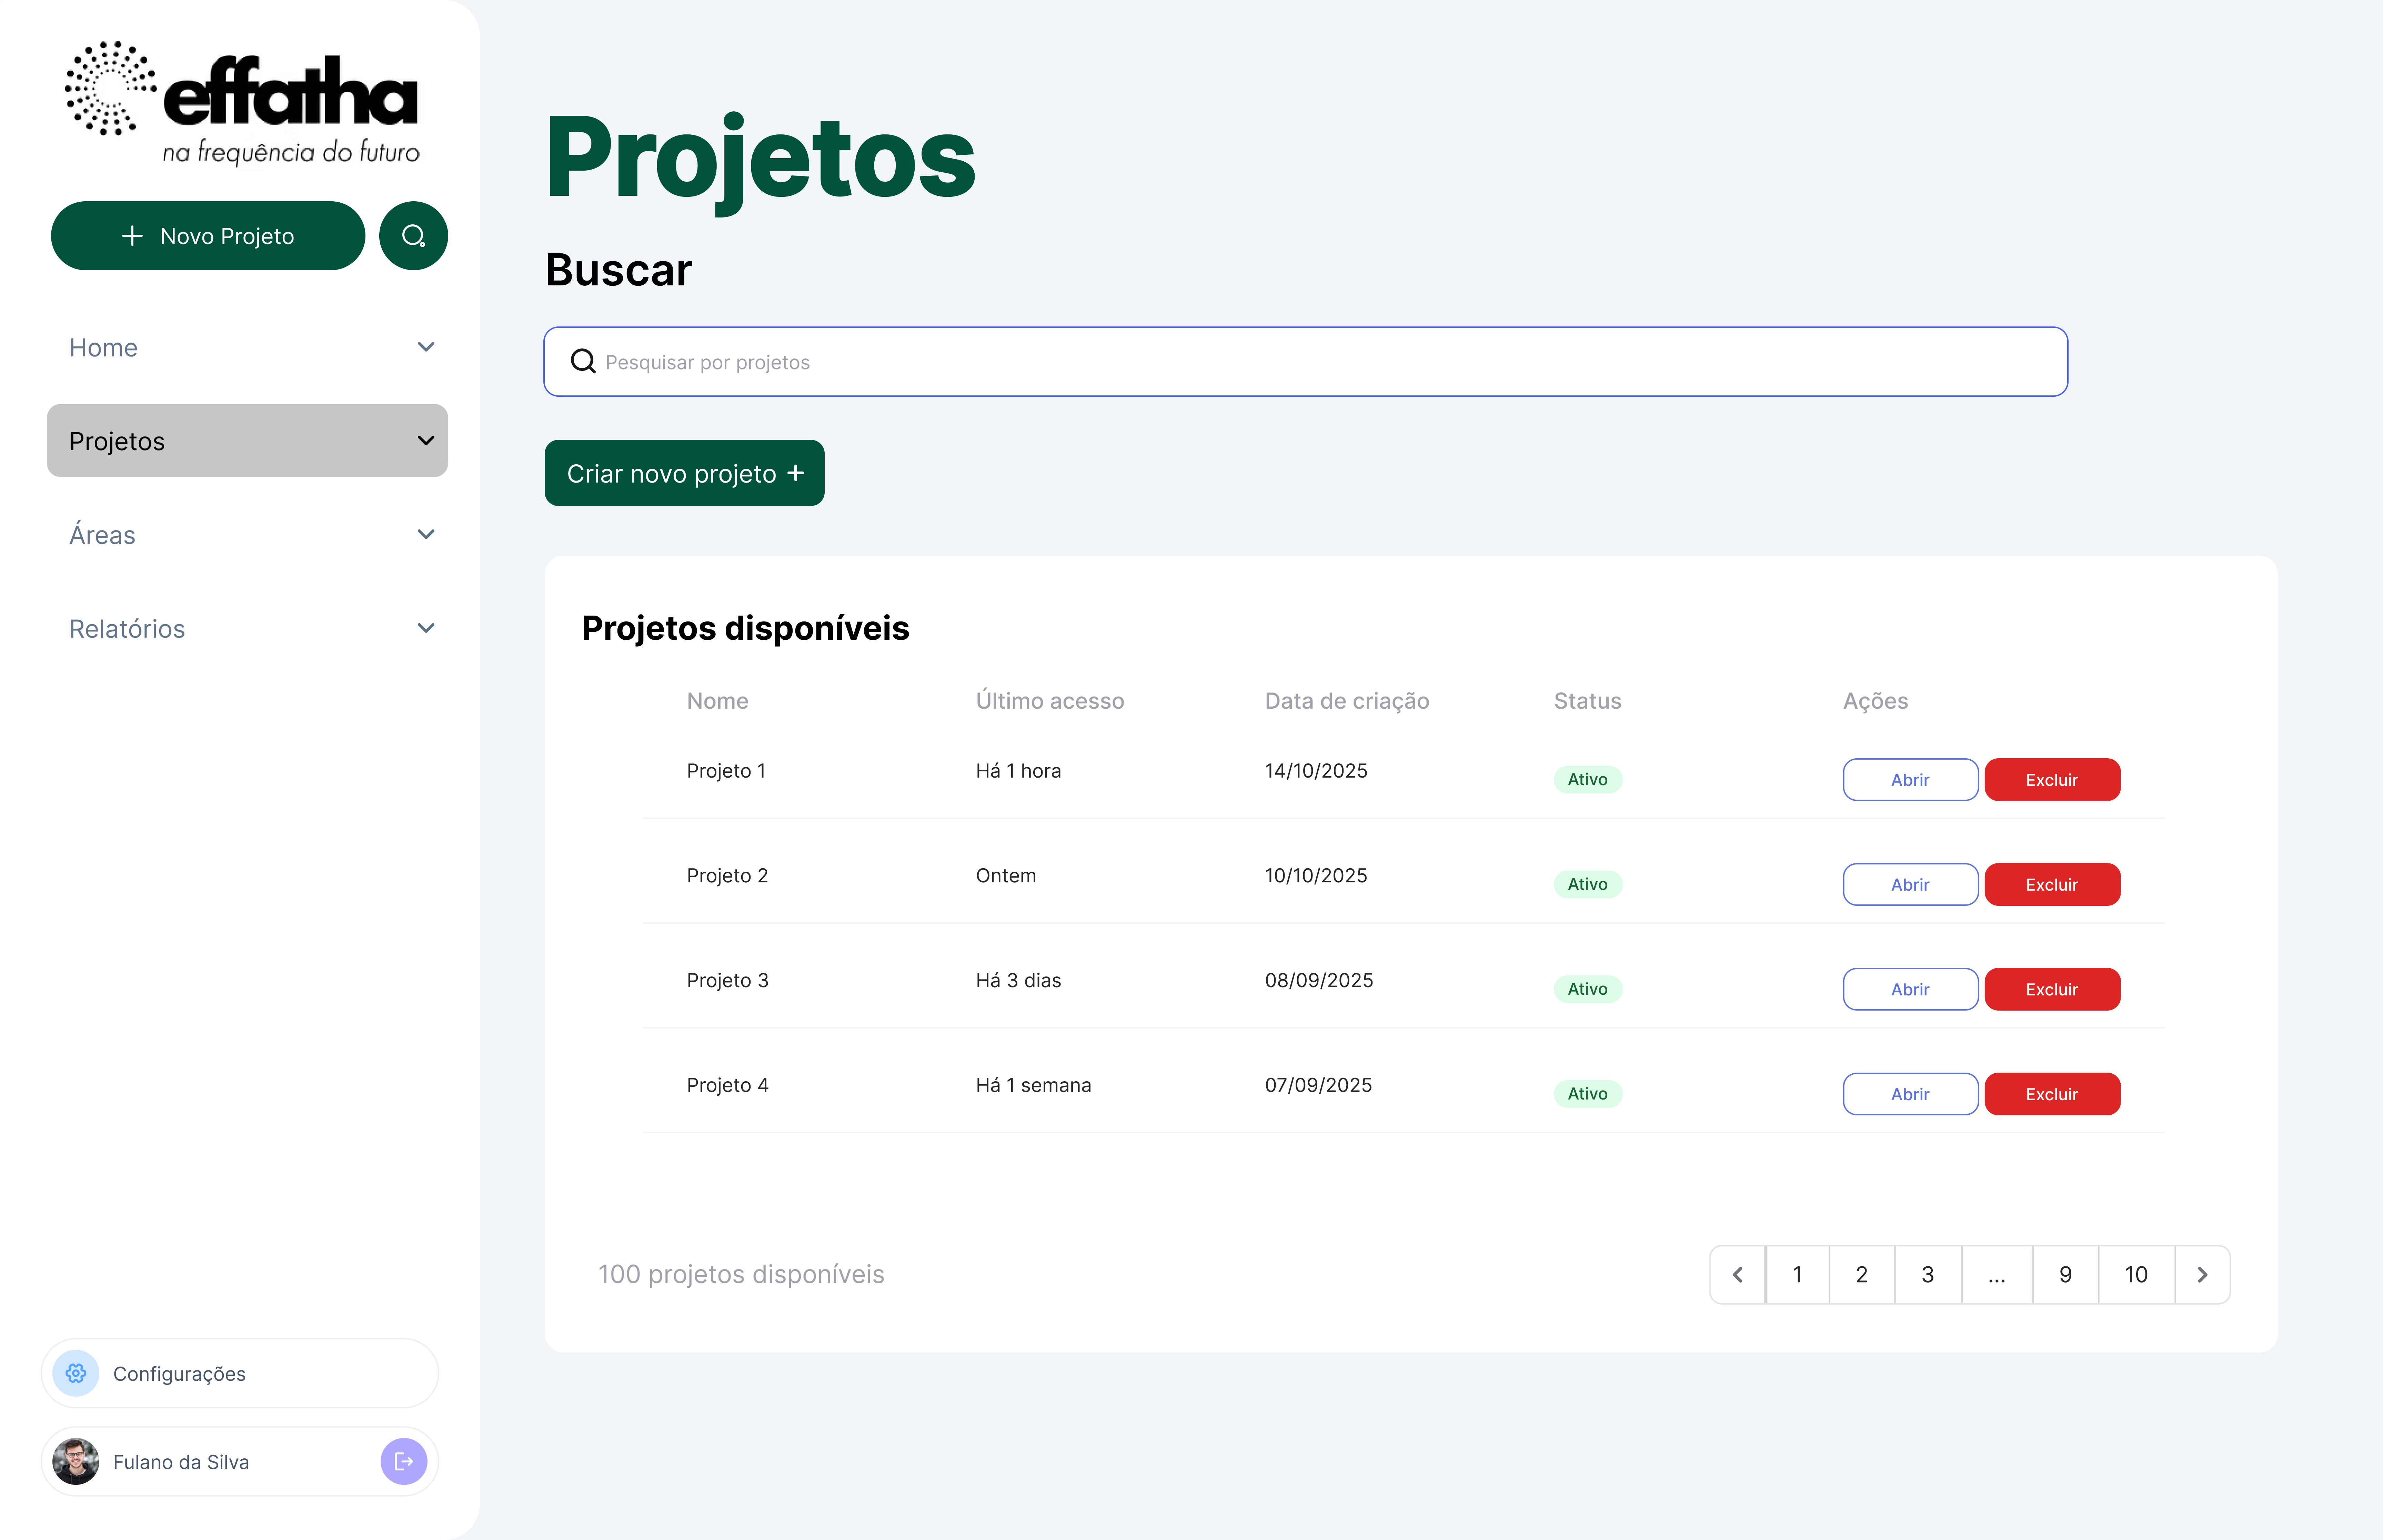 effatha
na frequência do futuro
Novo Projeto
Home
Projetos
Áreas
Relatórios
Configurações
Fulano da Silva
Projetos
Buscar
Pesquisar por projetos
Criar novo projeto +
Projetos disponíveis
Nome Último acesso Data de criação Status Ações
Projeto 1 Há 1 hora 14/10/2025 Ativo Abrir Excluir
Projeto 2 Ontem 10/10/2025 Ativo Abrir Excluir
Projeto 3 Há 3 dias 08/09/2025 Ativo Abrir Excluir
Projeto 4 Há 1 semana 07/09/2025 Ativo Abrir Excluir
100 projetos disponíveis 1 2 3 ... 9 10